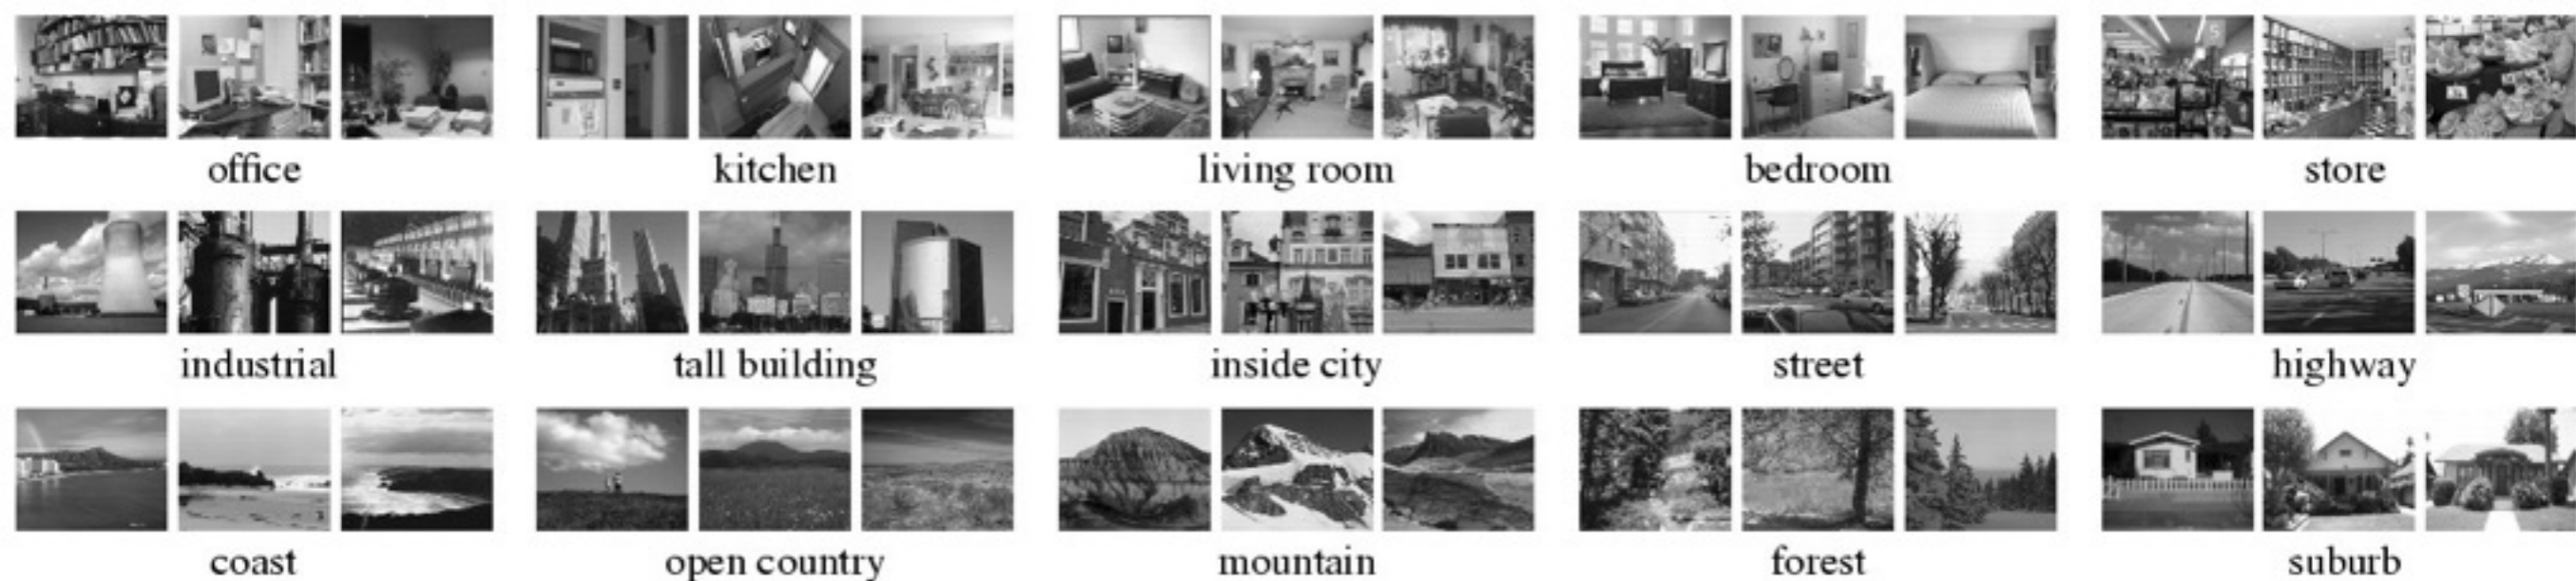 office kitchen living room bedroom store
industrial tall building inside city street highway
coast open country mountain forest suburb